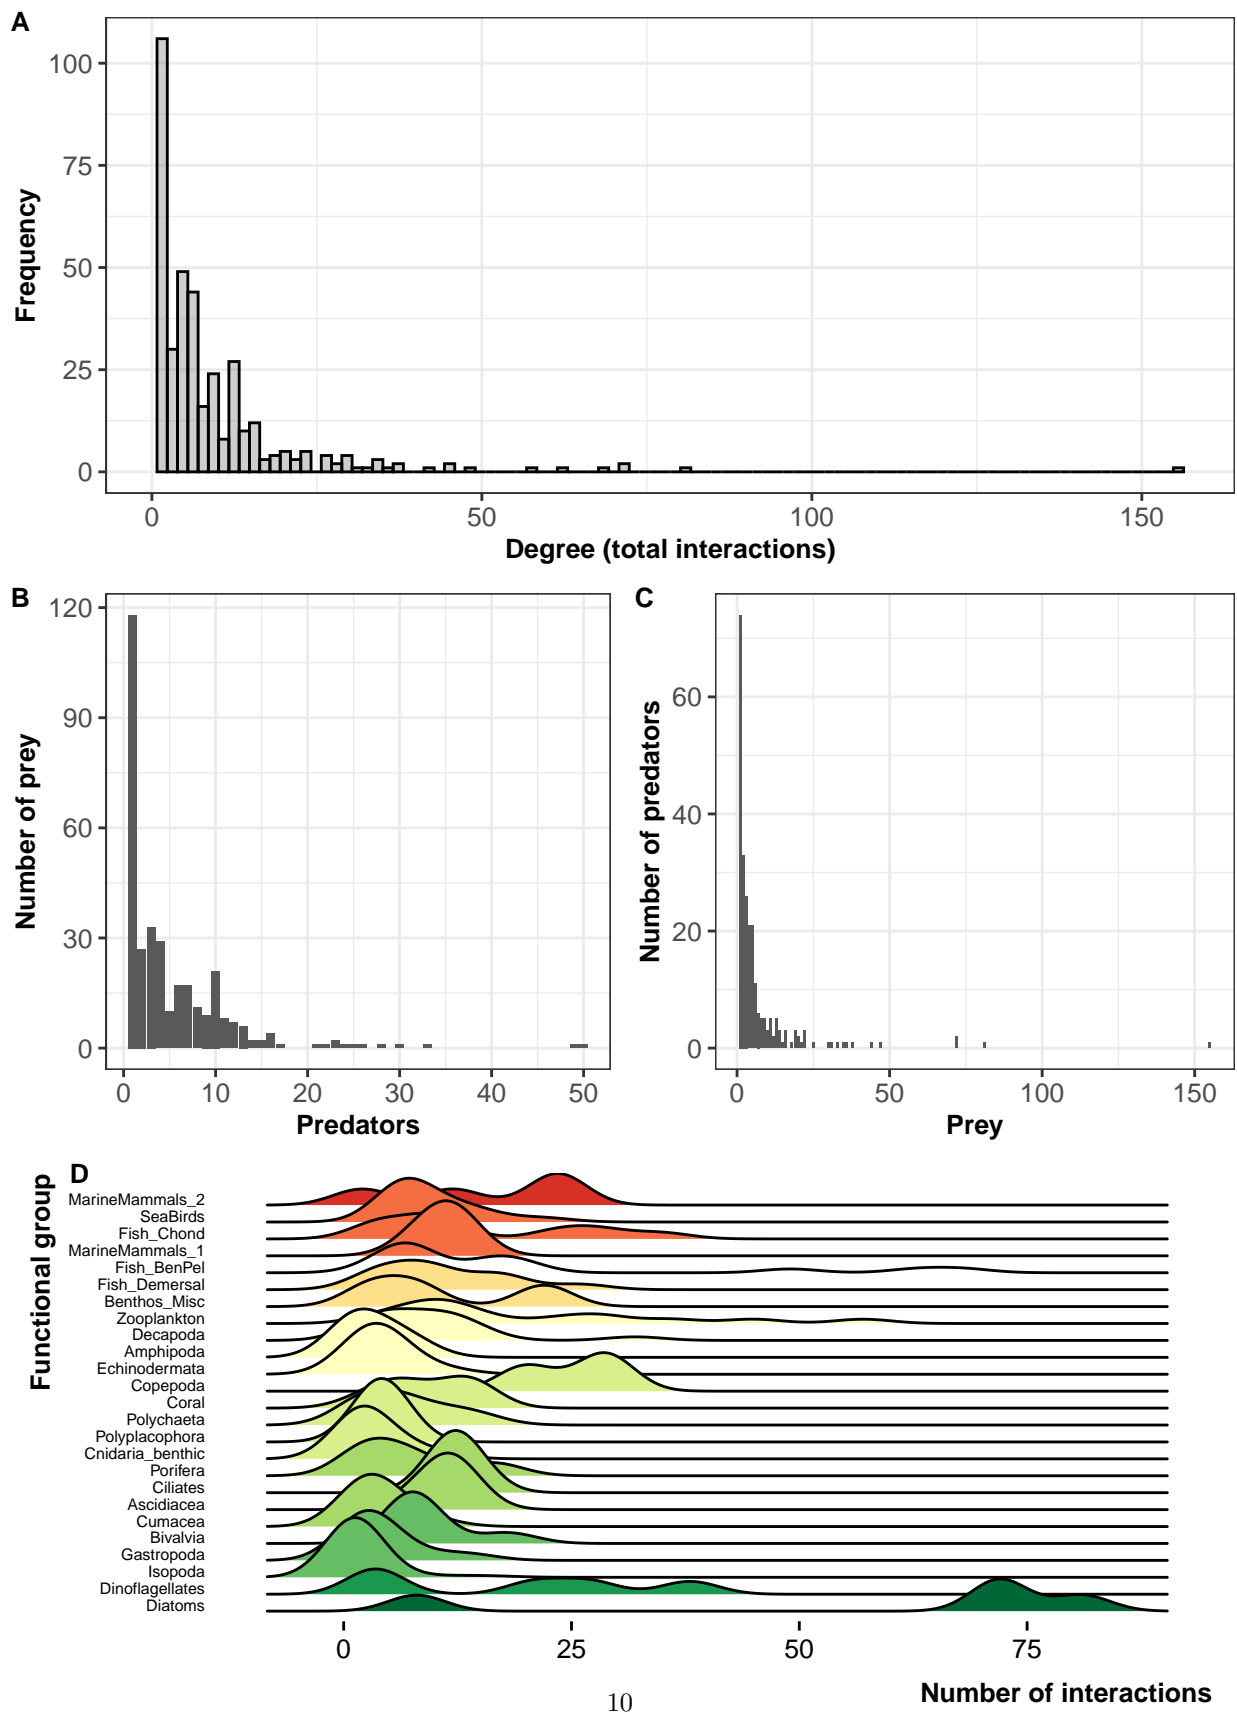 A
100
75
50
25
0
Frequency
0 50 100 150
Degree (total interactions)
B
120
90
60
30
0
Number of prey
0 10 20 30 40 50
Predators
C
60
40
20
0
Number of predators
0 50 100 150
Prey
D
Functional group
MarineMammals_2
SeaBirds
Fish_Chond
MarineMammals_1
Fish_BenPel
Fish_Demersal
Benthos_Misc
Zooplankton
Decapoda
Amphipoda
Echinodermata
Copepoda
Coral
Polychaeta
Polyplacophora
Cnidaria_benthic
Porifera
Ciliates
Ascidiacea
Cumacea
Bivalvia
Gastropoda
Isopoda
Dinoflagellates
Diatoms
0 25 50 75
Number of interactions
10